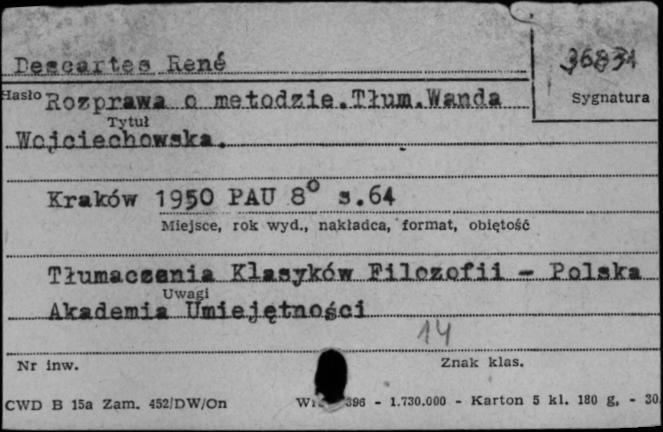 Descartes René
36831
Hasło
Sygnatura
Rozprawa o metodzie.Tłum.Wanda
Tytuł
Wojciechowska.
Kraków 1950 PAU 8° s.64
Miejsce, rok wyd., nakładca, format, objętość
Tłumaczenia Klasyków Filozofii - Polska
Uwagi
Akademia Umiejętności
14
Nr inw.
Znak klas.
CWD B 15a Zam. 452/DW/On
396 - 1.730.000 - Karton 5 kl. 180 g, - 30